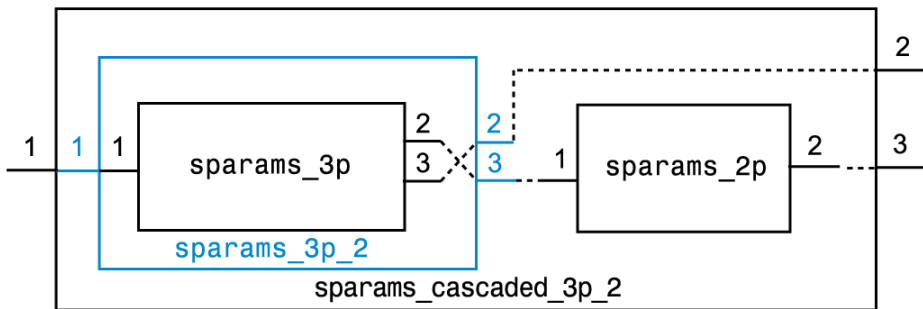 2
1 1 1 sparams_3p 2 2
3 3 1 sparams_2p 2 3
sparams_3p_2
sparams_cascaded_3p_2